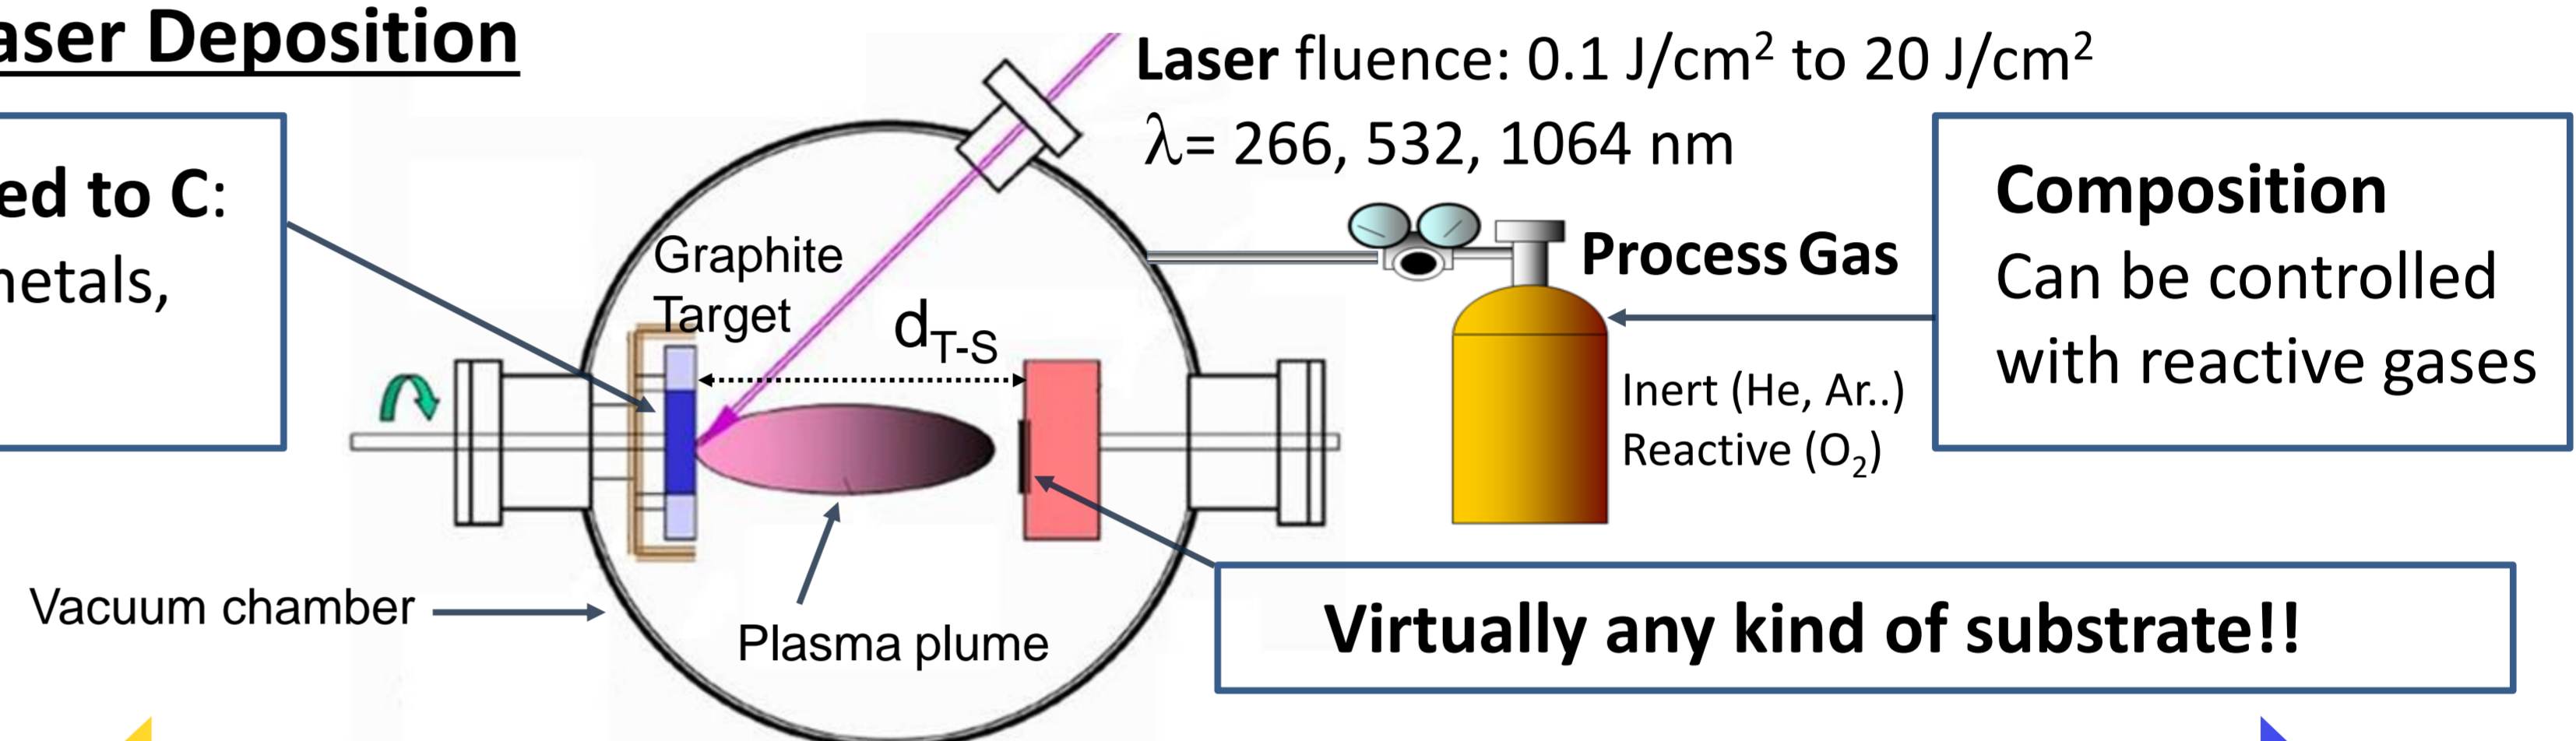 aser Deposition
Laser fluence: 0.1 J/cm² to 20 J/cm²
λ= 266, 532, 1064 nm
ed to C:
etals,
Graphite
Target
d_T-S
Process Gas
Inert (He, Ar..)
Reactive (O₂)
Composition
Can be controlled
with reactive gases
Vacuum chamber
Plasma plume
Virtually any kind of substrate!!